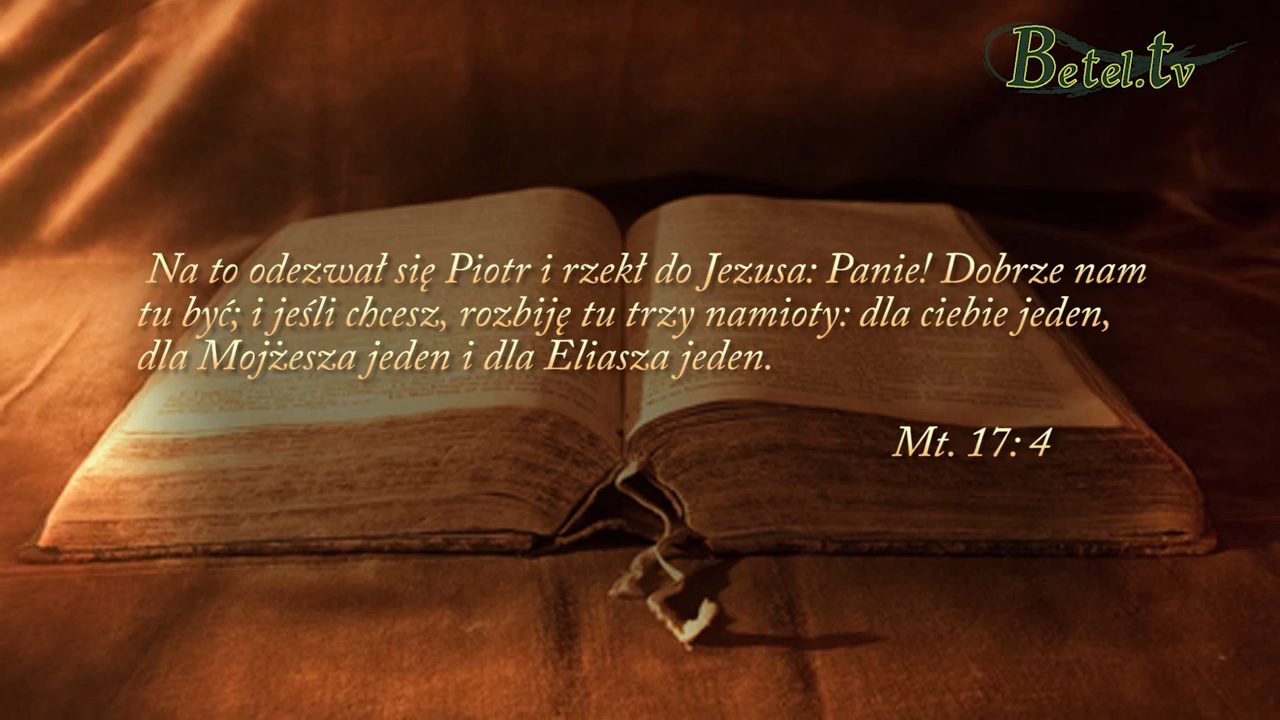 Betel.tv
Na to odezwał się Piotr i rzekł do Jezusa: Panie! Dobrze nam
tu być; i jeśli chcesz, rozbiję tu trzy namioty: dla ciebie jeden,
dla Mojżesza jeden i dla Eliasza jeden.
Mt. 17: 4